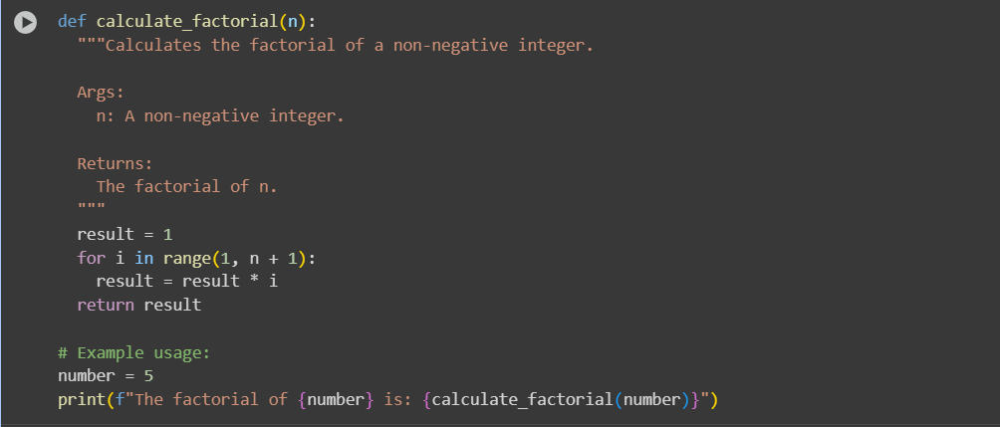 def calculate_factorial(n):
  """Calculates the factorial of a non-negative integer.

  Args:
    n: A non-negative integer.

  Returns:
    The factorial of n.
  """
  result = 1
  for i in range(1, n + 1):
    result = result * i
  return result

# Example usage:
number = 5
print(f"The factorial of {number} is: {calculate_factorial(number)}")